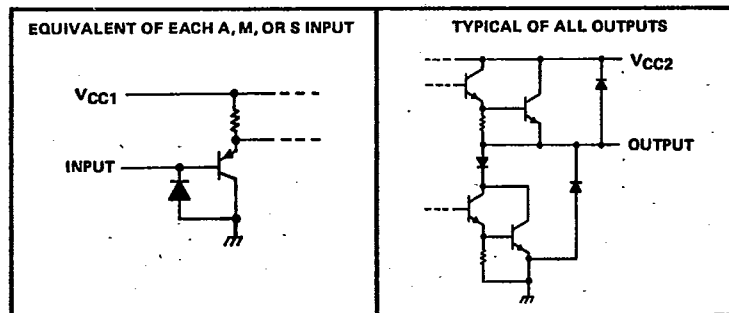 EQUIVALENT OF EACH A, M, OR S INPUT
VCC1
INPUT
TYPICAL OF ALL OUTPUTS
VCC2
OUTPUT